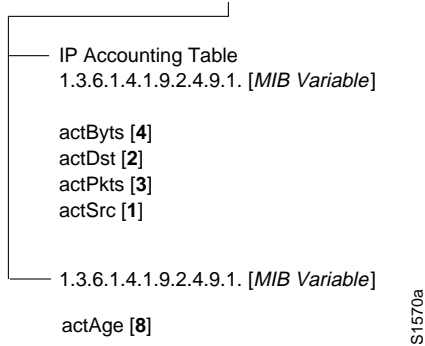 IP Accounting Table
1.3.6.1.4.1.9.2.4.9.1. [MIB Variable]
actByts [4]
actDst [2]
actPkts [3]
actSrc [1]
1.3.6.1.4.1.9.2.4.9.1. [MIB Variable]
actAge [8]
S1570a